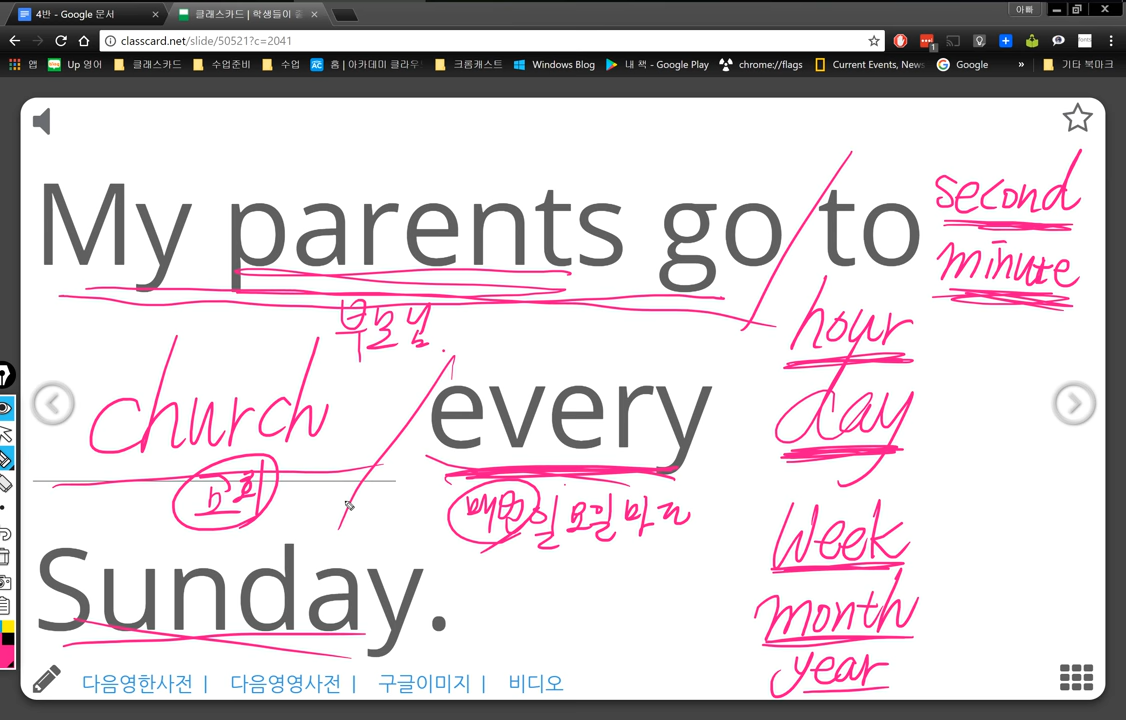 4반 - Google 문서
클래스카드 | 학생들이 즐
아빠
classcard.net/slide/50521?c=2041
앱 Up 영어 클래스카드 수업준비 수업 홈 | 아카데미 클라우 크롬캐스트 Windows Blog 내 책 - Google Play chrome://flags Current Events, News Google » 기타 북마크
My parents go to
second
minute
부모님
hour
church every
day
교회
매번 일요일 마다
week
Sunday.
month
year
다음영한사전 | 다음영영사전 | 구글이미지 | 비디오